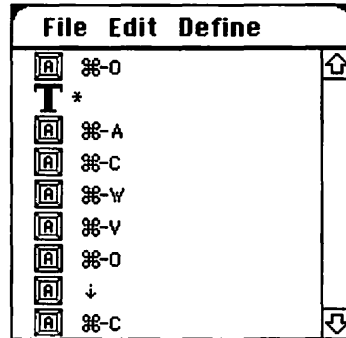 File Edit Define
A ⌘-O
T *
A ⌘-A
A ⌘-C
A ⌘-W
A ⌘-V
A ⌘-O
A ↓
A ⌘-C